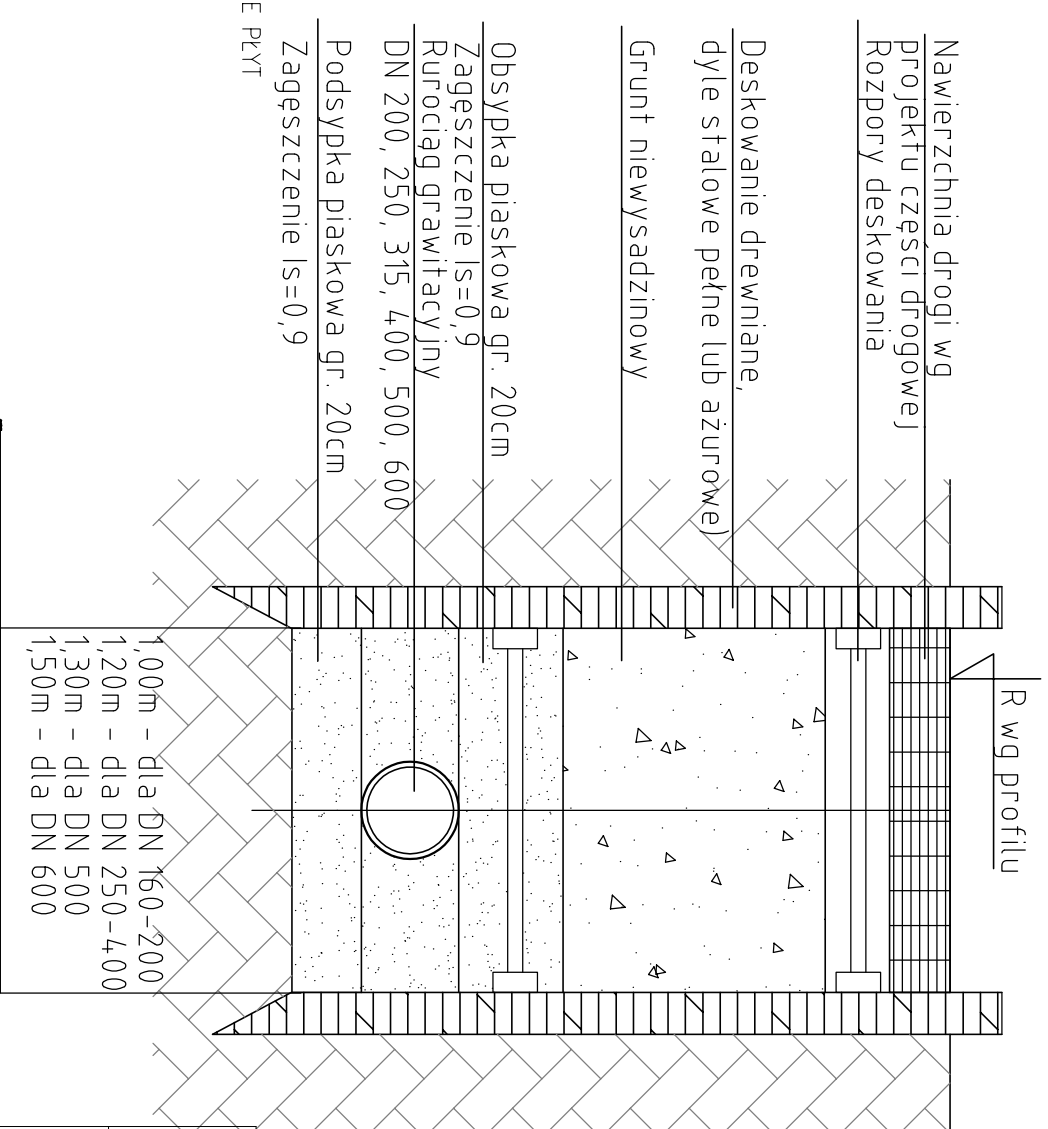 Nawierzchnia drogi wg
projektu części drogowej
Rozpory deskowania
Deskowanie drewniane,
dyle stalowe pełne lub ażurowe)
Grunt niewysadzinowy
Obsypka piaskowa gr. 20cm
Zagęszczenie Is=0,9
Rurociąg grawitacyjny
DN 200, 250, 315, 400, 500, 600
Podsypka piaskowa gr. 20cm
Zagęszczenie Is=0,9
E PŁYT
R wg profilu
1,00m - dla DN 160-200
1,20m - dla DN 250-400
1,30m - dla DN 500
1,50m - dla DN 600